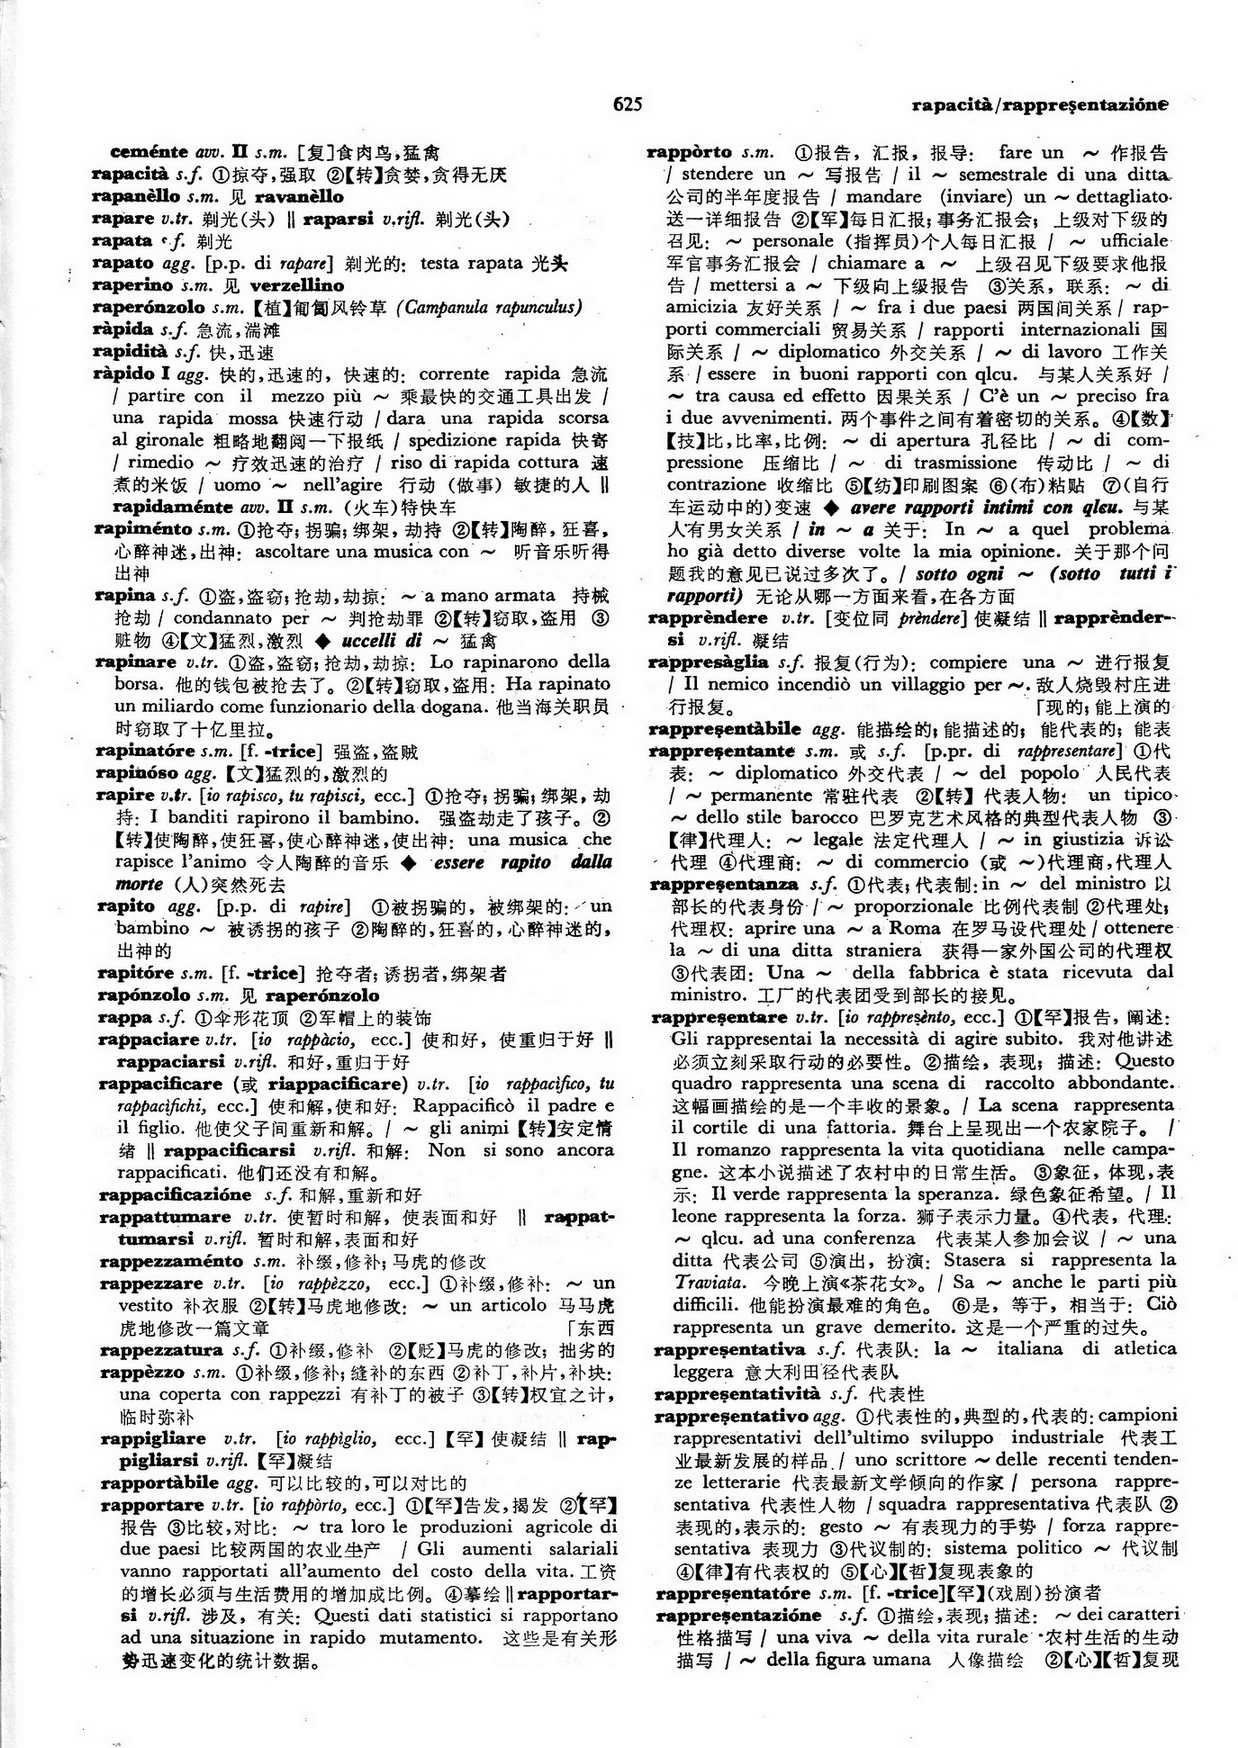 625
rapacità/rappreșentazióne
ceménte avv. II s.m. [复]食肉鸟,猛禽
rapacità s.f. ①掠夺,强取 ②【转】贪婪,贪得无厌
rapanèllo s.m. 见 ravanèllo
rapare v.tr. 剃光(头) ‖ raparsi v.rifl. 剃光(头)
rapata s.f. 剃光
rapato agg. [p.p. di rapare] 剃光的: testa rapata 光头
raperino s.m. 见 verzellino
raperónzolo s.m. 【植】匍匐风铃草 (Campanula rapunculus)
ràpida s.f. 急流,湍滩
rapidità s.f. 快,迅速
ràpido I agg. 快的,迅速的, 快速的: corrente rapida 急流
/ partire con il mezzo più ~ 乘最快的交通工具出发 /
una rapida mossa 快速行动 / dara una rapida scorsa
al gironale 粗略地翻阅一下报纸 / spedizione rapida 快寄
/ rimedio ~ 疗效迅速的治疗 / riso di rapida cottura 速
煮的米饭 / uomo ~ nell'agire 行动 (做事) 敏捷的人 ‖
rapidaménte avv. II s.m. (火车)特快车
rapiménto s.m. ①抢夺; 拐骗; 绑架, 劫持 ②【转】陶醉, 狂喜,
心醉神迷,出神: ascoltare una musica con ~ 听音乐听得
出神
rapina s.f. ①盗,盗窃; 抢劫,劫掠: ~ a mano armata 持械
抢劫 / condannato per ~ 判抢劫罪 ②【转】窃取,盗用 ③
赃物 ④【文】猛烈,激烈 ◆ uccelli di ~ 猛禽
rapinare v.tr. ①盗,盗窃; 抢劫,劫掠: Lo rapinarono della
borsa. 他的钱包被抢去了。②【转】窃取,盗用: Ha rapinato
un miliardo come funzionario della dogana. 他当海关职员
时窃取了十亿里拉。
rapinatóre s.m. [f. -trice] 强盗,盗贼
rapinóso agg. 【文】猛烈的,激烈的
rapire v.tr. [io rapisco, tu rapisci, ecc.] ①抢夺; 拐骗; 绑架, 劫
持: I banditi rapirono il bambino. 强盗劫走了孩子。②
【转】使陶醉,使狂喜,使心醉神迷,使出神: una musica che
rapisce l'animo 令人陶醉的音乐 ◆ essere rapito dalla
morte (人)突然死去
rapito agg. [p.p. di rapire] ①被拐骗的, 被绑架的: un
bambino ~ 被诱拐的孩子 ②陶醉的,狂喜的,心醉神迷的,
出神的
rapitóre s.m. [f. -trice] 抢夺者; 诱拐者,绑架者
rapónzolo s.m. 见 raperónzolo
rappa s.f. ①伞形花顶 ②军帽上的装饰
rappaciare v.tr. [io rappàcio, ecc.] 使和好, 使重归于好 ‖
rappaciarsi v.rifl. 和好,重归于好
rappacificare (或 riappacificare) v.tr. [io rappacìfico, tu
rappacìfichi, ecc.] 使和解,使和好: Rappacificò il padre e
il figlio. 他使父子间重新和解。/ ~ gli animi 【转】安定情
绪 ‖ rappacificarsi v.rifl. 和解: Non si sono ancora
rappacificati. 他们还没有和解。
rappacificazióne s.f. 和解,重新和好
rappattumare v.tr. 使暂时和解, 使表面和好 ‖ rappat-
tumarsi v.rifl. 暂时和解,表面和好
rappezzaménto s.m. 补缀,修补; 马虎的修改
rappezzare v.tr. [io rappèzzo, ecc.] ①补缀,修补: ~ un
vestito 补衣服 ②【转】马虎地修改: ~ un articolo 马马虎
虎地修改一篇文章 「东西
rappezzatura s.f. ①补缀,修补 ②【贬】马虎的修改; 拙劣的
rappèzzo s.m. ①补缀,修补; 缝补的东西 ②补丁,补片,补块:
una coperta con rappezzi 有补丁的被子 ③【转】权宜之计,
临时弥补
rappigliare v.tr. [io rappìglio, ecc.] 【罕】使凝结 ‖ rap-
pigliarsi v.rifl. 【罕】凝结
rapportàbile agg. 可以比较的,可以对比的
rapportare v.tr. [io rappòrto, ecc.] ①【罕】告发,揭发 ②【罕】
报告 ③比较,对比: ~ tra loro le produzioni agricole di
due paesi 比较两国的农业生产 / Gli aumenti salariali
vanno rapportati all'aumento del costo della vita. 工资
的增长必须与生活费用的增加成比例。④摹绘 ‖ rapportar-
si v.rifl. 涉及, 有关: Questi dati statistici si rapportano
ad una situazione in rapido mutamento. 这些是有关形
势迅速变化的统计数据。
rappòrto s.m. ①报告, 汇报, 报导: fare un ~ 作报告
/ stendere un ~ 写报告 / il ~ semestrale di una ditta
公司的半年度报告 / mandare (inviare) un ~ dettagliato
送一详细报告 ②【军】每日汇报; 事务汇报会; 上级对下级的
召见: ~ personale (指挥员)个人每日汇报 / ~ ufficiale
军官事务汇报会 / chiamare a ~ 上级召见下级要求他报
告 / mettersi a ~ 下级向上级报告 ③关系, 联系: ~ di
amicizia 友好关系 / ~ fra i due paesi 两国间关系 / rap-
porti commerciali 贸易关系 / rapporti internazionali 国
际关系 / ~ diplomatico 外交关系 / ~ di lavoro 工作关
系 / essere in buoni rapporti con qlcu. 与某人关系好 /
~ tra causa ed effetto 因果关系 / C'è un ~ preciso fra
i due avvenimenti. 两个事件之间有着密切的关系。④【数】
【技】比,比率,比例: ~ di apertura 孔径比 / ~ di com-
pressione 压缩比 / ~ di trasmissione 传动比 / ~ di
contrazione 收缩比 ⑤【纺】印刷图案 ⑥(布)粘贴 ⑦(自行
车运动中的)变速 ◆ avere rapporti intimi con qlcu. 与某
人有男女关系 / in ~ a 关于: In ~ a quel problema
ho già detto diverse volte la mia opinione. 关于那个问
题我的意见已说过多次了。/ sotto ogni ~ (sotto tutti i
rapporti) 无论从哪一方面来看,在各方面
rapprèndere v.tr. [变位同 prèndere] 使凝结 ‖ rapprènder-
si v.rifl. 凝结
rappresàglia s.f. 报复(行为): compiere una ~ 进行报复
/ Il nemico incendiò un villaggio per ~. 敌人烧毁村庄进
行报复。 「现的; 能上演的
rappreșentàbile agg. 能描绘的; 能描述的; 能代表的; 能表
rappreșentante s.m. 或 s.f. [p.pr. di rappresentare] ①代
表: ~ diplomatico 外交代表 / ~ del popolo 人民代表
/ ~ permanente 常驻代表 ②【转】代表人物: un tipico
~ dello stile barocco 巴罗克艺术风格的典型代表人物 ③
【律】代理人: ~ legale 法定代理人 / ~ in giustizia 诉讼
代理 ④代理商: ~ di commercio (或 ~)代理商,代理人
rappreșentanza s.f. ①代表; 代表制: in ~ del ministro 以
部长的代表身份 / ~ proporzionale 比例代表制 ②代理处;
代理权: aprire una ~ a Roma 在罗马设代理处 / ottenere
la ~ di una ditta straniera 获得一家外国公司的代理权
③代表团: Una ~ della fabbrica è stata ricevuta dal
ministro. 工厂的代表团受到部长的接见。
rappreșentare v.tr. [io rappreșènto, ecc.] ①【罕】报告, 阐述:
Gli rappresentai la necessità di agire subito. 我对他讲述
必须立刻采取行动的必要性。②描绘, 表现; 描述: Questo
quadro rappresenta una scena di raccolto abbondante.
这幅画描绘的是一个丰收的景象。/ La scena rappresenta
il cortile di una fattoria. 舞台上呈现出一个农家院子。 /
Il romanzo rappresenta la vita quotidiana nelle campa-
gne. 这本小说描述了农村中的日常生活。 ③象征, 体现,表
示: Il verde rappresenta la speranza. 绿色象征希望。/ Il
leone rappresenta la forza. 狮子表示力量。④代表, 代理:
~ qlcu. ad una conferenza 代表某人参加会议 / ~ una
ditta 代表公司 ⑤演出, 扮演: Stasera si rappresenta la
Traviata. 今晚上演《茶花女》。/ Sa ~ anche le parti più
difficili. 他能扮演最难的角色。 ⑥是, 等于, 相当于: Ciò
rappresenta un grave demerito. 这是一个严重的过失。
rappreșentativa s.f. 代表队: la ~ italiana di atletica
leggera 意大利田径代表队
rappreșentatività s.f. 代表性
rappreșentativo agg. ①代表性的,典型的,代表的: campioni
rappresentativi dell'ultimo sviluppo industriale 代表工
业最新发展的样品 / uno scrittore ~ delle recenti tenden-
ze letterarie 代表最新文学倾向的作家 / persona rappre-
sentativa 代表性人物 / squadra rappresentativa 代表队 ②
表现的,表示的: gesto ~ 有表现力的手势 / forza rappre-
sentativa 表现力 ③代议制的: sistema politico ~ 代议制
④【律】有代表权的 ⑤【心】【哲】复现表象的
rappreșentatóre s.m. [f. -trice]【罕】(戏剧)扮演者
rappreșentazióne s.f. ①描绘,表现; 描述: ~ dei caratteri
性格描写 / una viva ~ della vita rurale 农村生活的生动
描写 / ~ della figura umana 人像描绘 ②【心】【哲】复现